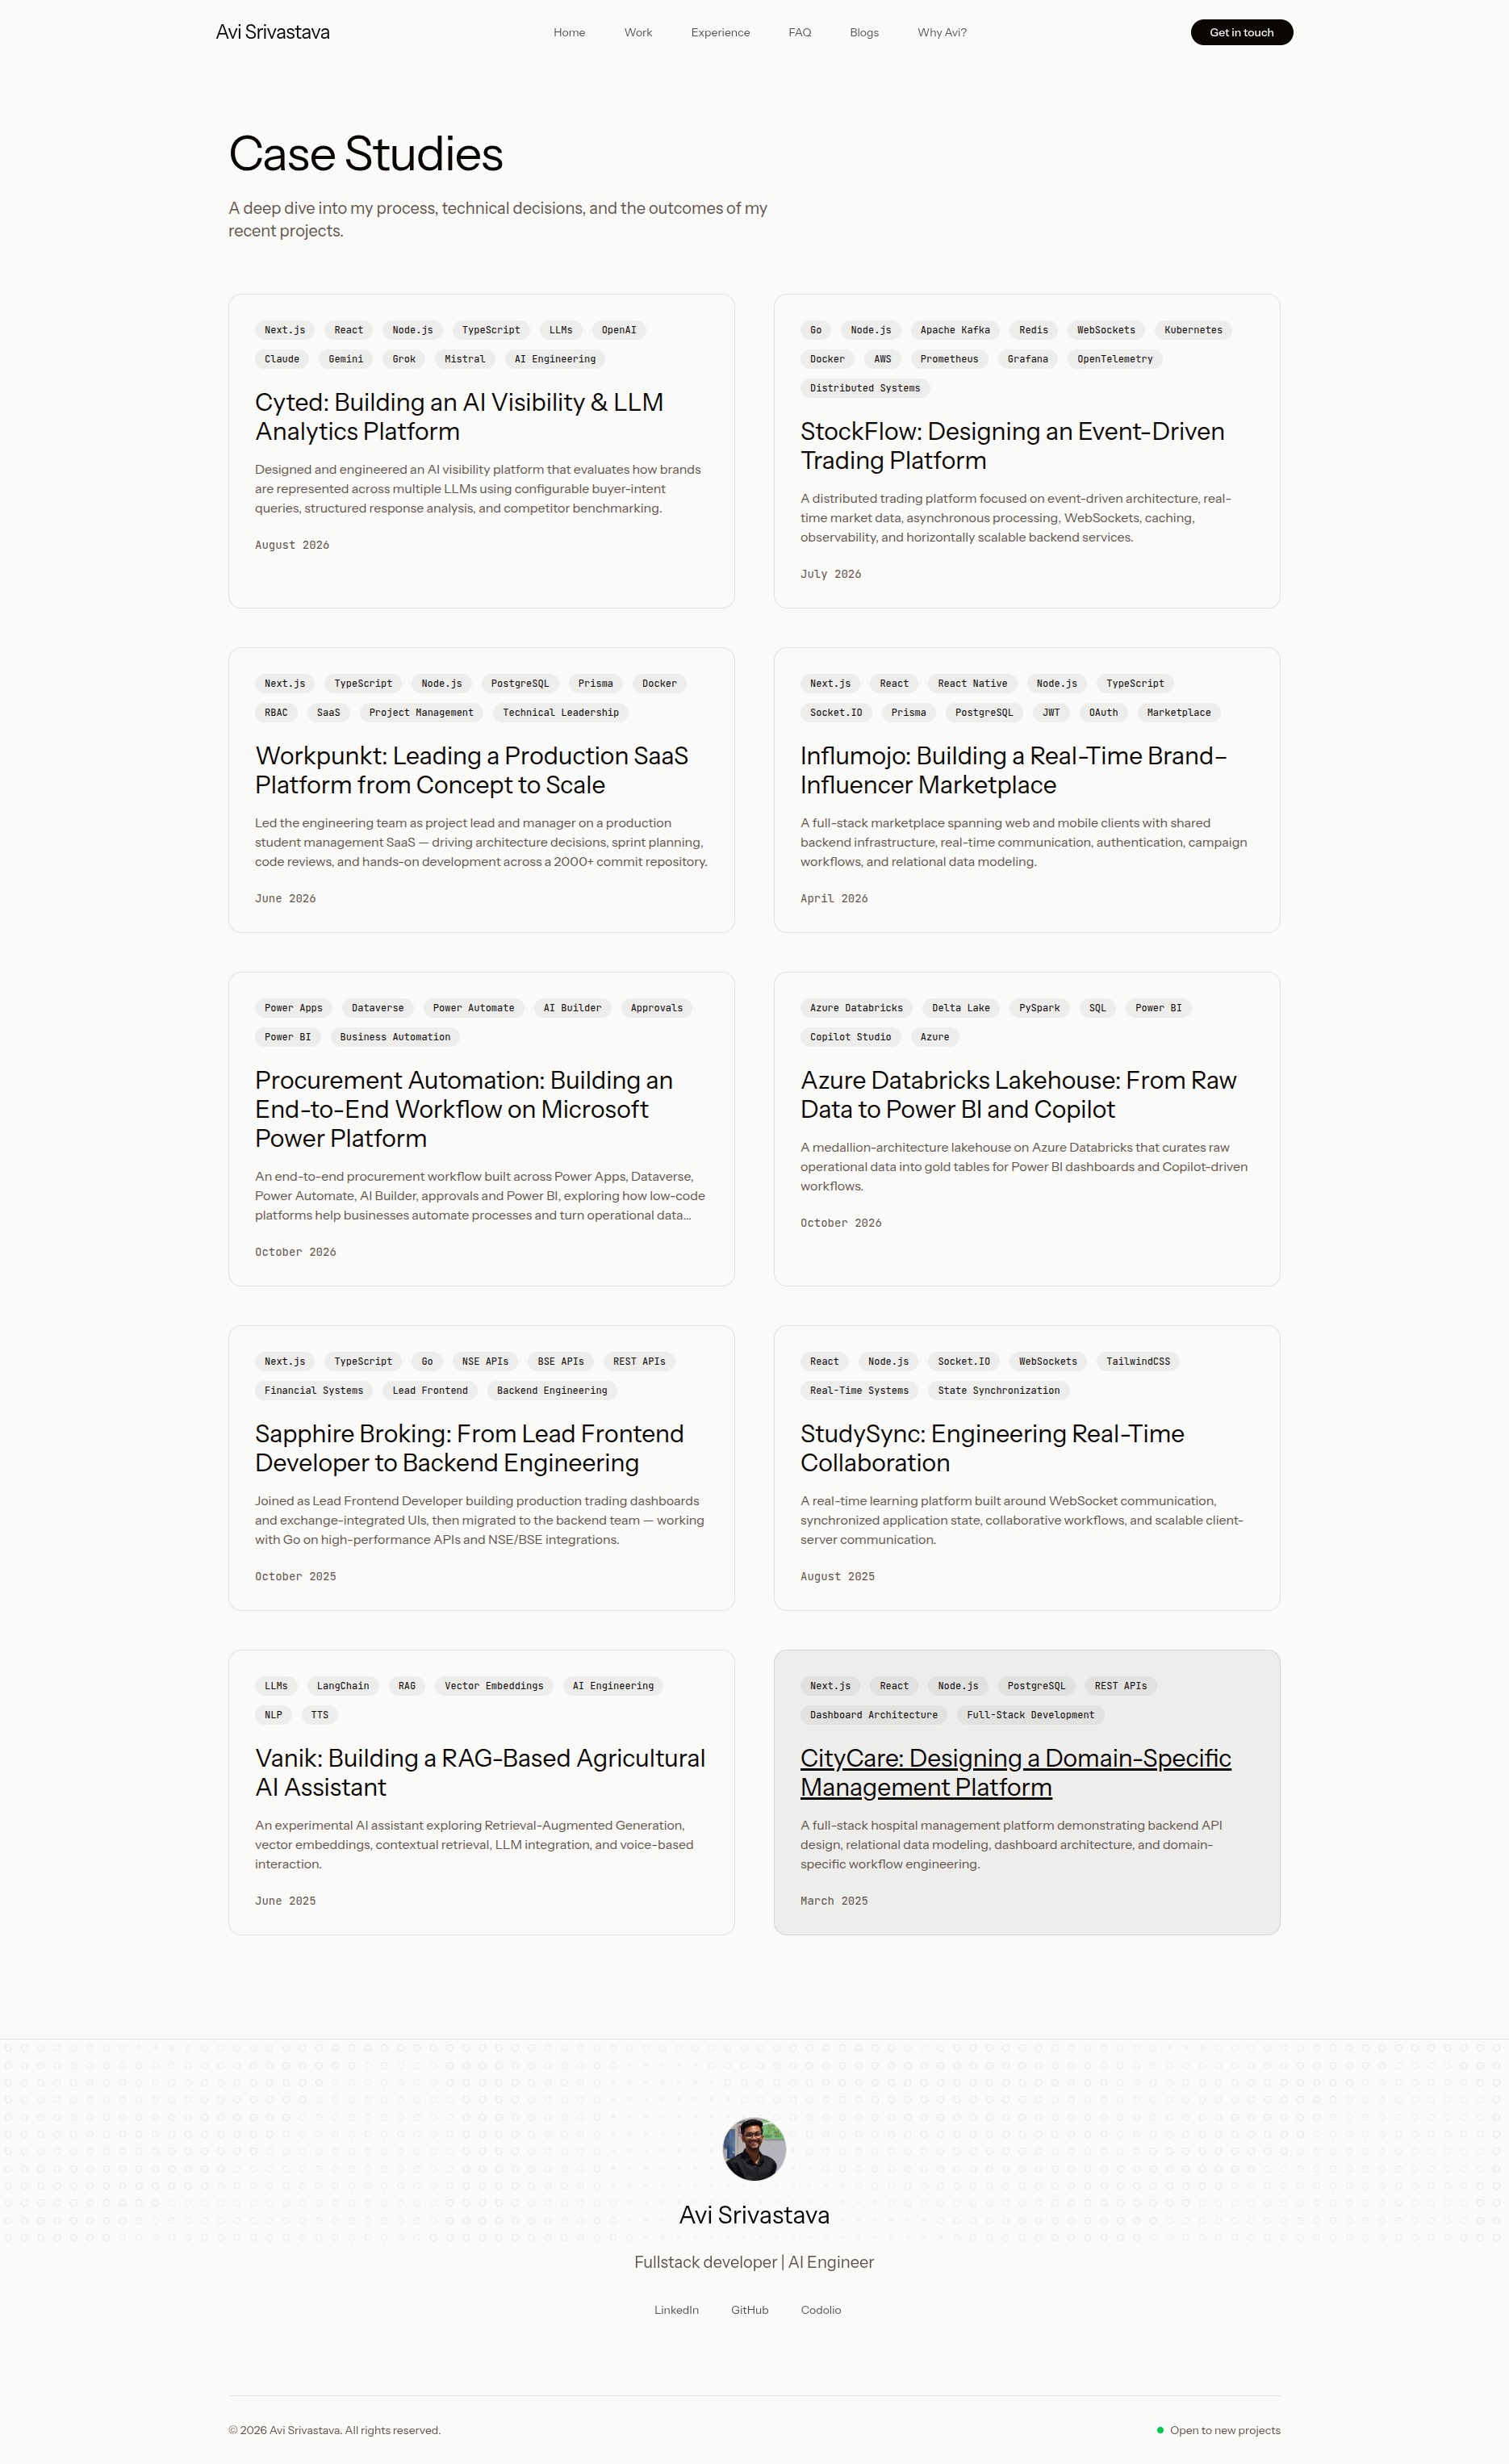 Avi Srivastava
Home Work Experience FAQ Blogs Why Avi?
Get in touch
Case Studies
A deep dive into my process, technical decisions, and the outcomes of my
recent projects.
Next.js React Node.js TypeScript LLMs OpenAI
Claude Gemini Grok Mistral AI Engineering
Cyted: Building an AI Visibility & LLM
Analytics Platform
Designed and engineered an AI visibility platform that evaluates how brands
are represented across multiple LLMs using configurable buyer-intent
queries, structured response analysis, and competitor benchmarking.
August 2026
Go Node.js Apache Kafka Redis WebSockets Kubernetes
Docker AWS Prometheus Grafana OpenTelemetry
Distributed Systems
StockFlow: Designing an Event-Driven
Trading Platform
A distributed trading platform focused on event-driven architecture, real-
time market data, asynchronous processing, WebSockets, caching,
observability, and horizontally scalable backend services.
July 2026
Next.js TypeScript Node.js PostgreSQL Prisma Docker
RBAC SaaS Project Management Technical Leadership
Workpunkt: Leading a Production SaaS
Platform from Concept to Scale
Led the engineering team as project lead and manager on a production
student management SaaS — driving architecture decisions, sprint planning,
code reviews, and hands-on development across a 2000+ commit repository.
June 2026
Next.js React React Native Node.js TypeScript
Socket.IO Prisma PostgreSQL JWT OAuth Marketplace
Influmojo: Building a Real-Time Brand–
Influencer Marketplace
A full-stack marketplace spanning web and mobile clients with shared
backend infrastructure, real-time communication, authentication, campaign
workflows, and relational data modeling.
April 2026
Power Apps Dataverse Power Automate AI Builder Approvals
Power BI Business Automation
Procurement Automation: Building an
End-to-End Workflow on Microsoft
Power Platform
An end-to-end procurement workflow built across Power Apps, Dataverse,
Power Automate, AI Builder, approvals and Power BI, exploring how low-code
platforms help businesses automate processes and turn operational data...
October 2026
Azure Databricks Delta Lake PySpark SQL Power BI
Copilot Studio Azure
Azure Databricks Lakehouse: From Raw
Data to Power BI and Copilot
A medallion-architecture lakehouse on Azure Databricks that curates raw
operational data into gold tables for Power BI dashboards and Copilot-driven
workflows.
October 2026
Next.js TypeScript Go NSE APIs BSE APIs REST APIs
Financial Systems Lead Frontend Backend Engineering
Sapphire Broking: From Lead Frontend
Developer to Backend Engineering
Joined as Lead Frontend Developer building production trading dashboards
and exchange-integrated UIs, then migrated to the backend team — working
with Go on high-performance APIs and NSE/BSE integrations.
October 2025
React Node.js Socket.IO WebSockets TailwindCSS
Real-Time Systems State Synchronization
StudySync: Engineering Real-Time
Collaboration
A real-time learning platform built around WebSocket communication,
synchronized application state, collaborative workflows, and scalable client-
server communication.
August 2025
LLMs LangChain RAG Vector Embeddings AI Engineering
NLP TTS
Vanik: Building a RAG-Based Agricultural
AI Assistant
An experimental AI assistant exploring Retrieval-Augmented Generation,
vector embeddings, contextual retrieval, LLM integration, and voice-based
interaction.
June 2025
Next.js React Node.js PostgreSQL REST APIs
Dashboard Architecture Full-Stack Development
CityCare: Designing a Domain-Specific
Management Platform
A full-stack hospital management platform demonstrating backend API
design, relational data modeling, dashboard architecture, and domain-
specific workflow engineering.
March 2025
Avi Srivastava
Fullstack developer | AI Engineer
LinkedIn GitHub Codolio
© 2026 Avi Srivastava. All rights reserved.
Open to new projects